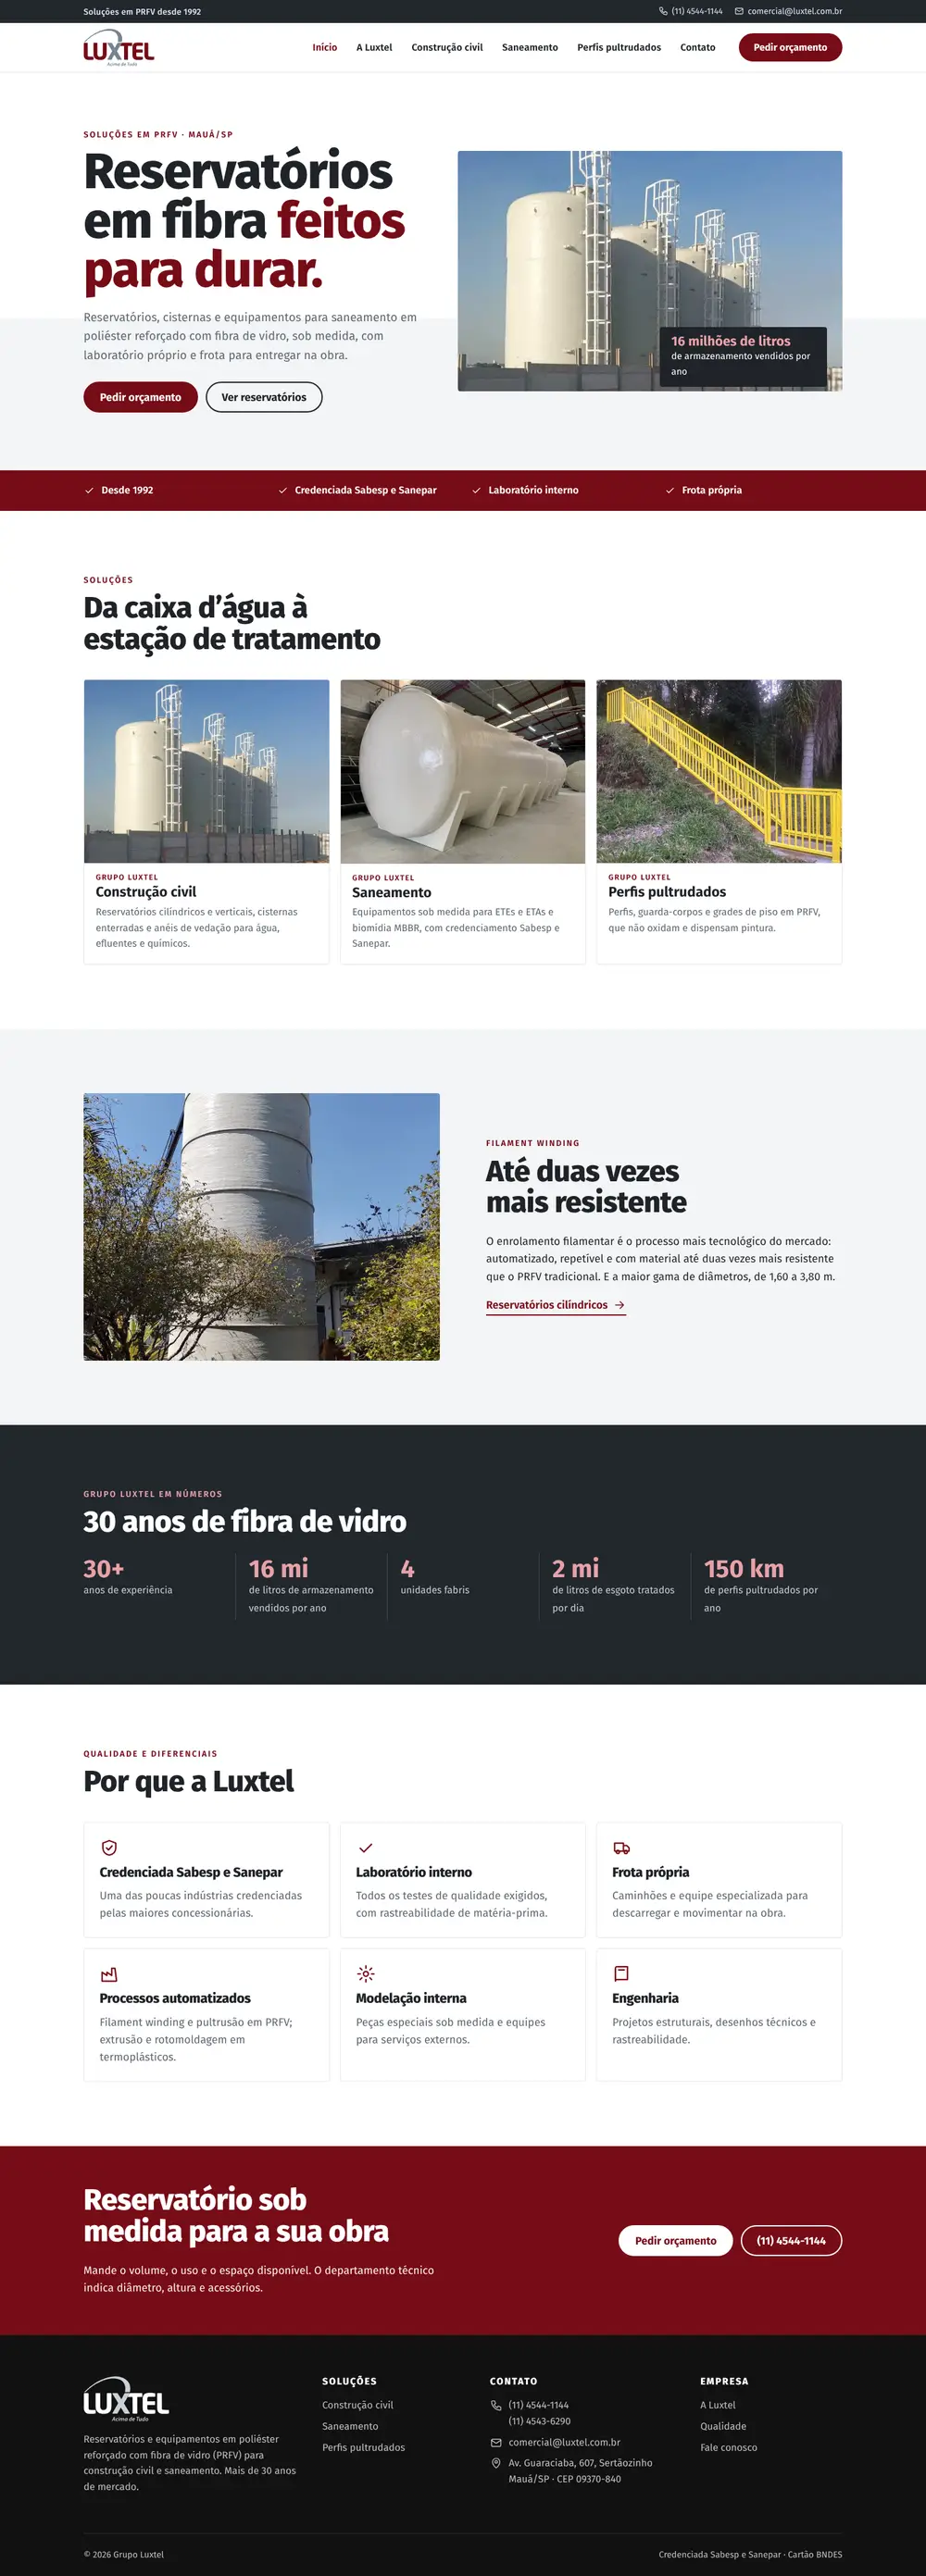 Soluções em PRFV desde 1992
(11) 4544-1144
comercial@luxtel.com.br
LUXTEL
Acima de Tudo
Início
A Luxtel
Construção civil
Saneamento
Perfis pultrudados
Contato
Pedir orçamento
SOLUÇÕES EM PRFV · MAUÁ/SP
Reservatórios
em fibra feitos
para durar.
Reservatórios, cisternas e equipamentos para saneamento em
poliéster reforçado com fibra de vidro, sob medida, com
laboratório próprio e frota para entregar na obra.
Pedir orçamento
Ver reservatórios
16 milhões de litros
de armazenamento vendidos por
ano
Desde 1992
Credenciada Sabesp e Sanepar
Laboratório interno
Frota própria
SOLUÇÕES
Da caixa d’água à
estação de tratamento
GRUPO LUXTEL
Construção civil
Reservatórios cilíndricos e verticais, cisternas
enterradas e anéis de vedação para água,
efluentes e químicos.
GRUPO LUXTEL
Saneamento
Equipamentos sob medida para ETEs e ETAs e
biomídia MBBR, com credenciamento Sabesp e
Sanepar.
GRUPO LUXTEL
Perfis pultrudados
Perfis, guarda-corpos e grades de piso em PRFV,
que não oxidam e dispensam pintura.
FILAMENT WINDING
Até duas vezes
mais resistente
O enrolamento filamentar é o processo mais tecnológico do mercado:
automatizado, repetível e com material até duas vezes mais resistente
que o PRFV tradicional. E a maior gama de diâmetros, de 1,60 a 3,80 m.
Reservatórios cilíndricos
GRUPO LUXTEL EM NÚMEROS
30 anos de fibra de vidro
30+
anos de experiência
16 mi
de litros de armazenamento
vendidos por ano
4
unidades fabris
2 mi
de litros de esgoto tratados
por dia
150 km
de perfis pultrudados por
ano
QUALIDADE E DIFERENCIAIS
Por que a Luxtel
Credenciada Sabesp e Sanepar
Uma das poucas indústrias credenciadas
pelas maiores concessionárias.
Laboratório interno
Todos os testes de qualidade exigidos,
com rastreabilidade de matéria-prima.
Frota própria
Caminhões e equipe especializada para
descarregar e movimentar na obra.
Processos automatizados
Filament winding e pultrusão em PRFV;
extrusão e rotomoldagem em
termoplásticos.
Modelação interna
Peças especiais sob medida e equipes
para serviços externos.
Engenharia
Projetos estruturais, desenhos técnicos e
rastreabilidade.
Reservatório sob
medida para a sua obra
Mande o volume, o uso e o espaço disponível. O departamento técnico
indica diâmetro, altura e acessórios.
Pedir orçamento
(11) 4544-1144
LUXTEL
Acima de Tudo
Reservatórios e equipamentos em poliéster
reforçado com fibra de vidro (PRFV) para
construção civil e saneamento. Mais de 30 anos
de mercado.
SOLUÇÕES
Construção civil
Saneamento
Perfis pultrudados
CONTATO
(11) 4544-1144
(11) 4543-6290
comercial@luxtel.com.br
Av. Guaraciaba, 607, Sertãozinho
Mauá/SP · CEP 09370-840
EMPRESA
A Luxtel
Qualidade
Fale conosco
© 2026 Grupo Luxtel
Credenciada Sabesp e Sanepar · Cartão BNDES